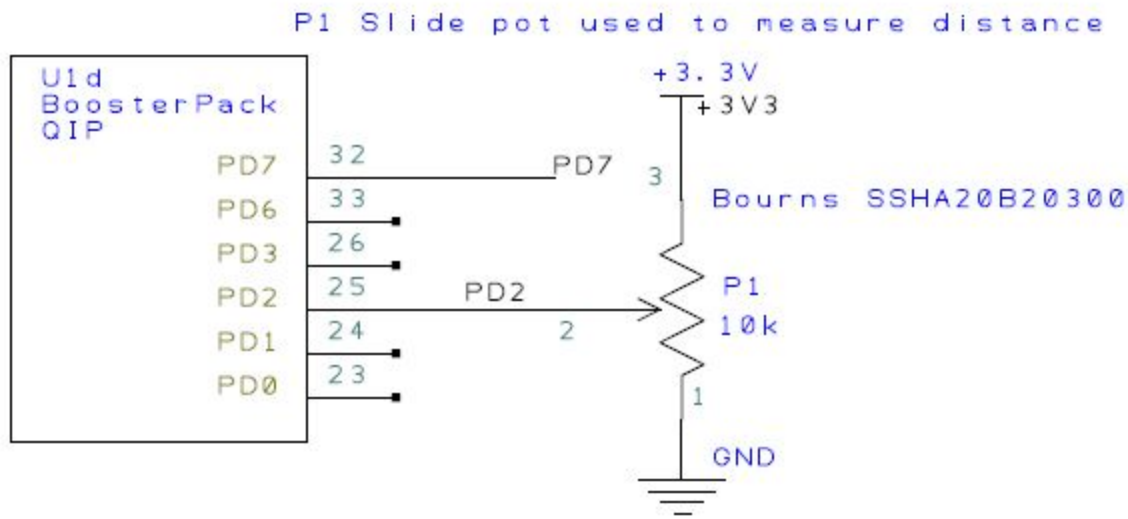 P1 Slide pot used to measure distance
U1d
BoosterPack
QIP
+3.3V
+3V3
PD7 32 PD7
3
PD6 33
Bourns SSHA20B20300
PD3 26
PD2 25 PD2
2
P1
10k
PD1 24
PD0 23
1
GND